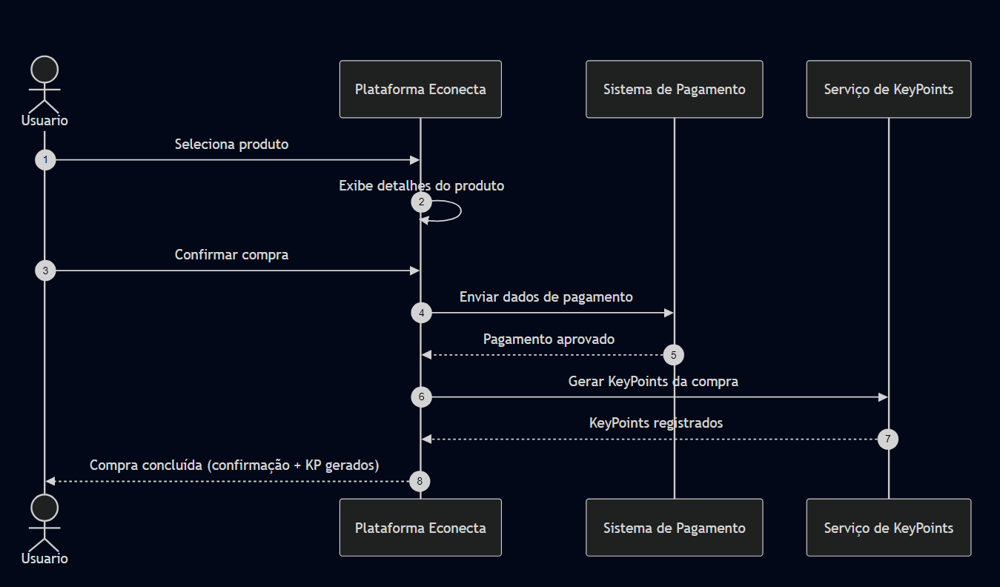 Usuario
Plataforma Econecta
Sistema de Pagamento
Serviço de KeyPoints
Seleciona produto
1
Exibe detalhes do produto
2
Confirmar compra
3
Enviar dados de pagamento
4
Pagamento aprovado
5
Gerar KeyPoints da compra
6
KeyPoints registrados
7
Compra concluída (confirmação + KP gerados)
8
Usuario
Plataforma Econecta
Sistema de Pagamento
Serviço de KeyPoints